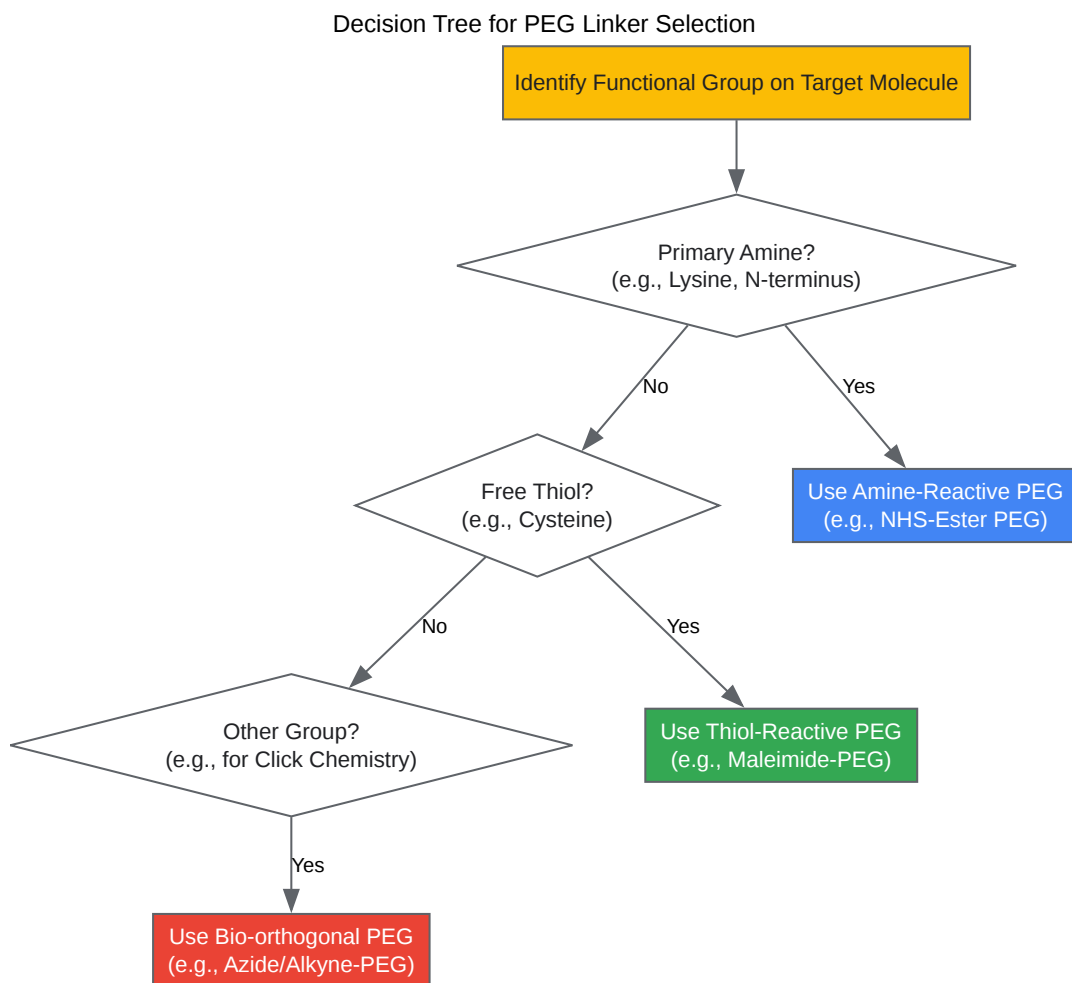 Decision Tree for PEG Linker Selection
Identify Functional Group on Target Molecule
Primary Amine?
(e.g., Lysine, N-terminus)
No
Yes
Free Thiol?
(e.g., Cysteine)
Use Amine-Reactive PEG
(e.g., NHS-Ester PEG)
No
Yes
Other Group?
(e.g., for Click Chemistry)
Use Thiol-Reactive PEG
(e.g., Maleimide-PEG)
Yes
Use Bio-orthogonal PEG
(e.g., Azide/Alkyne-PEG)